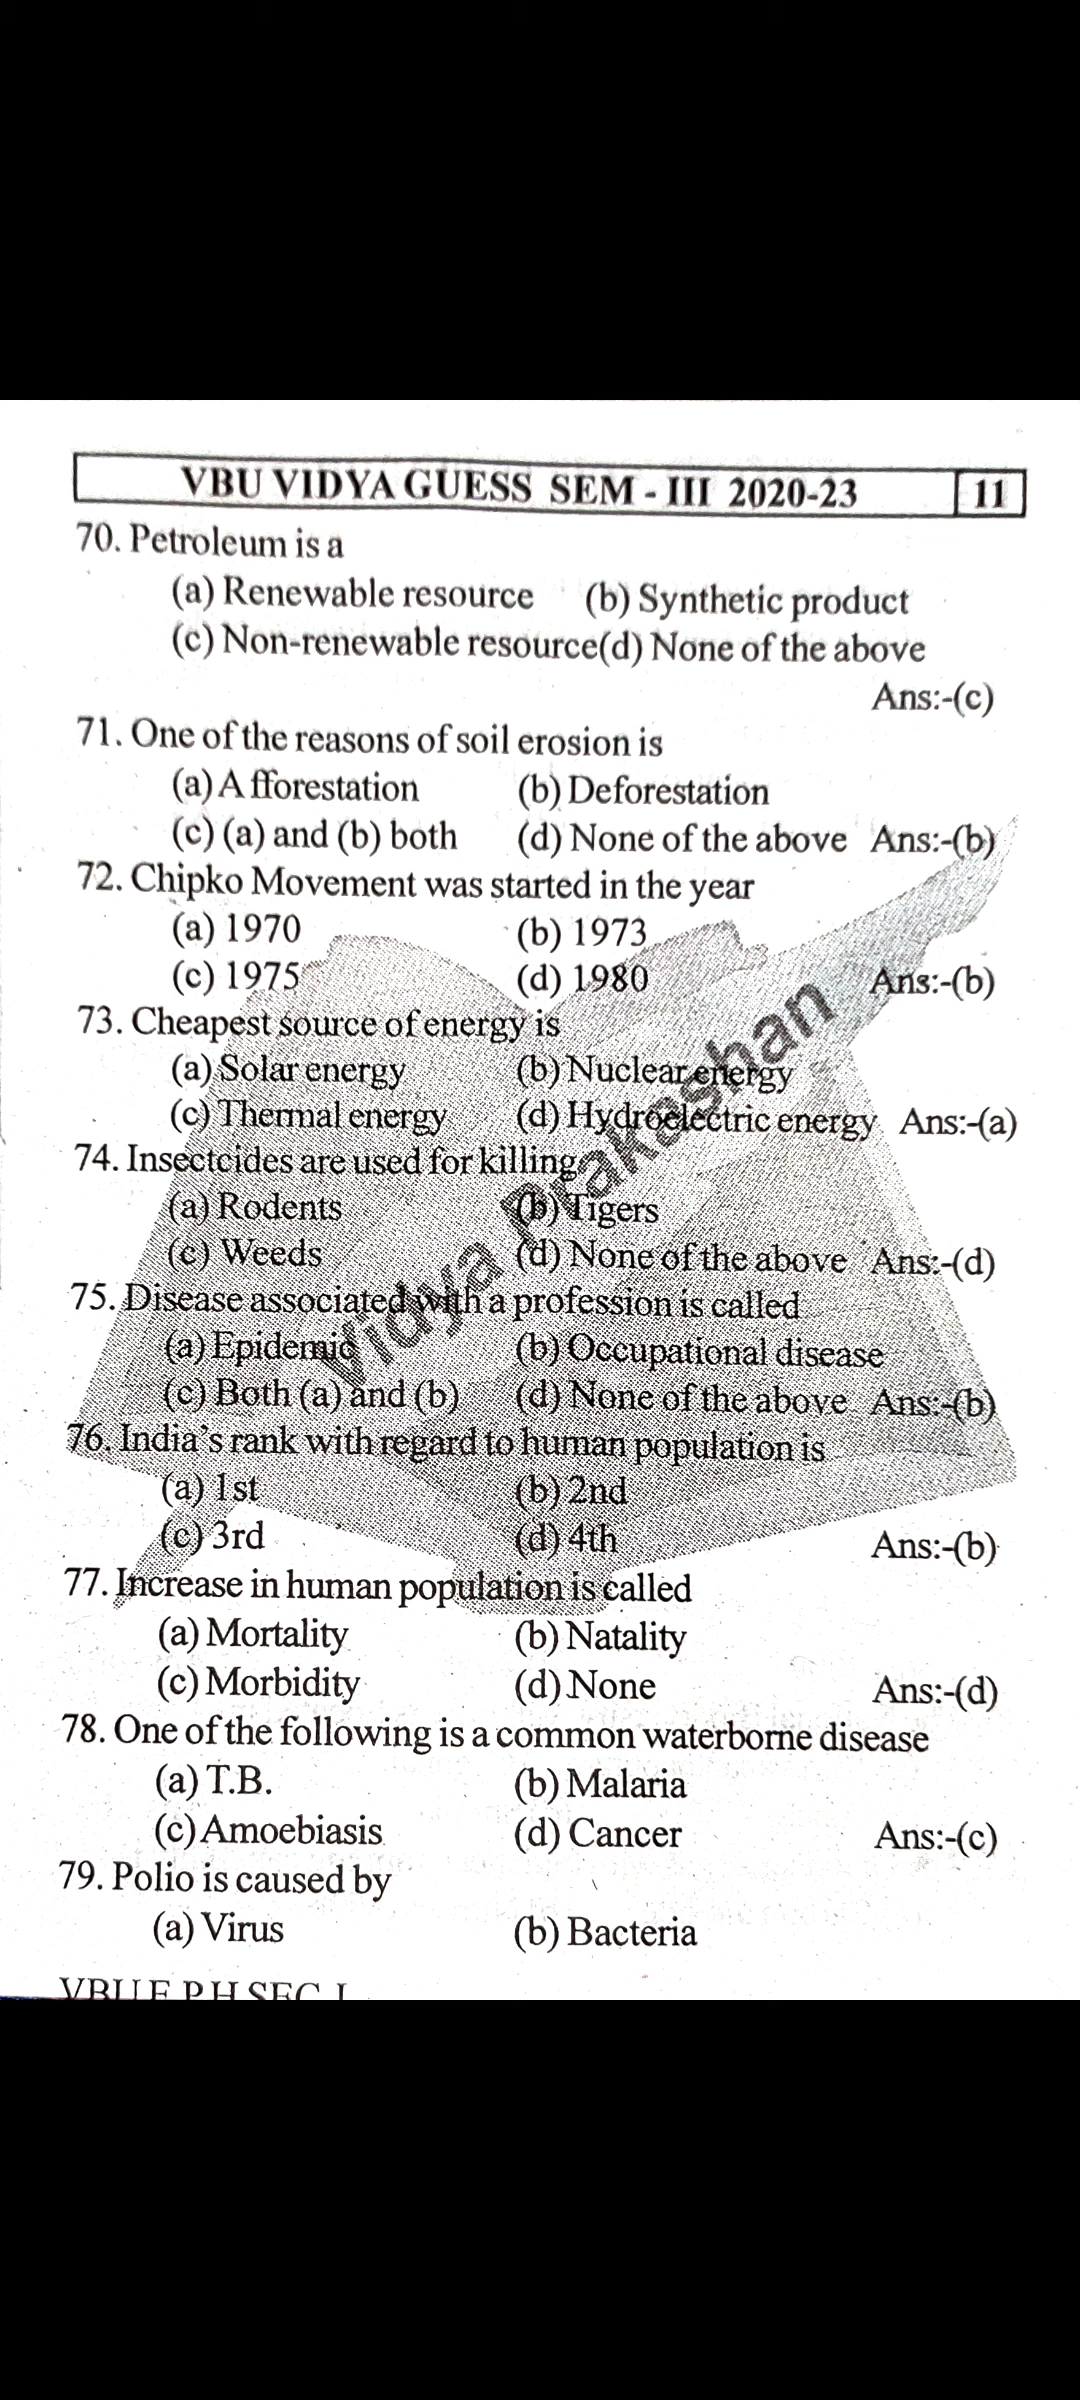 VBU VIDYA GUESS SEM - III 2020-23 11
70. Petroleum is a
(a) Renewable resource (b) Synthetic product
(c) Non-renewable resource(d) None of the above
Ans:-(c)
71. One of the reasons of soil erosion is
(a) A fforestation (b) Deforestation
(c) (a) and (b) both (d) None of the above Ans:-(b)
72. Chipko Movement was started in the year
(a) 1970 (b) 1973
(c) 1975 (d) 1980 Ans:-(b)
73. Cheapest source of energy is
(a) Solar energy (b) Nuclear energy
(c) Thermal energy (d) Hydroelectric energy Ans:-(a)
74. Insectcides are used for killing
(a) Rodents (b) Tigers
(c) Weeds (d) None of the above Ans:-(d)
75. Disease associated with a profession is called
(a) Epidemic (b) Occupational disease
(c) Both (a) and (b) (d) None of the above Ans:-(b)
76. India's rank with regard to human population is
(a) 1st (b) 2nd
(c) 3rd (d) 4th Ans:-(b)
77. Increase in human population is called
(a) Mortality (b) Natality
(c) Morbidity (d) None Ans:-(d)
78. One of the following is a common waterborne disease
(a) T.B. (b) Malaria
(c) Amoebiasis (d) Cancer Ans:-(c)
79. Polio is caused by
(a) Virus (b) Bacteria
Vidya Prakashan